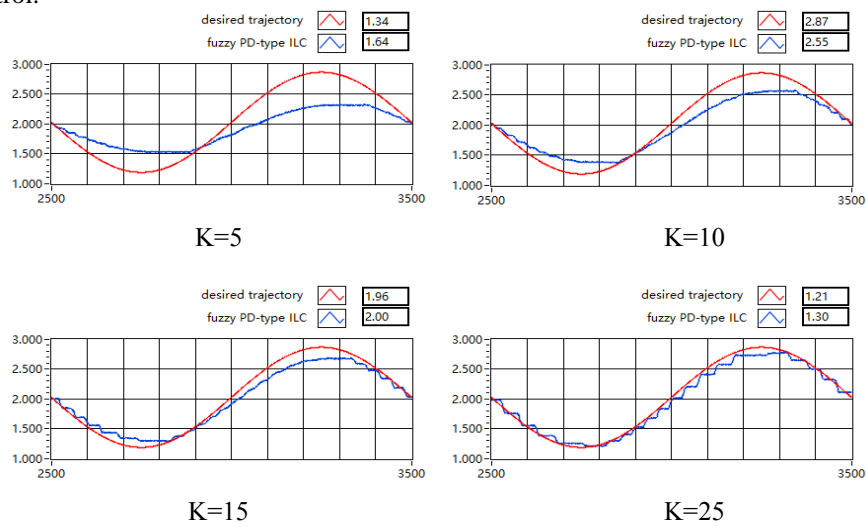 rol.
desired trajectory 1.34
fuzzy PD-type ILC 1.64
3.000
2.500
2.000
1.500
1.000
2500 3500
K=5
desired trajectory 2.87
fuzzy PD-type ILC 2.55
3.000
2.500
2.000
1.500
1.000
2500 3500
K=10
desired trajectory 1.96
fuzzy PD-type ILC 2.00
3.000
2.500
2.000
1.500
1.000
2500 3500
K=15
desired trajectory 1.21
fuzzy PD-type ILC 1.30
3.000
2.500
2.000
1.500
1.000
2500 3500
K=25